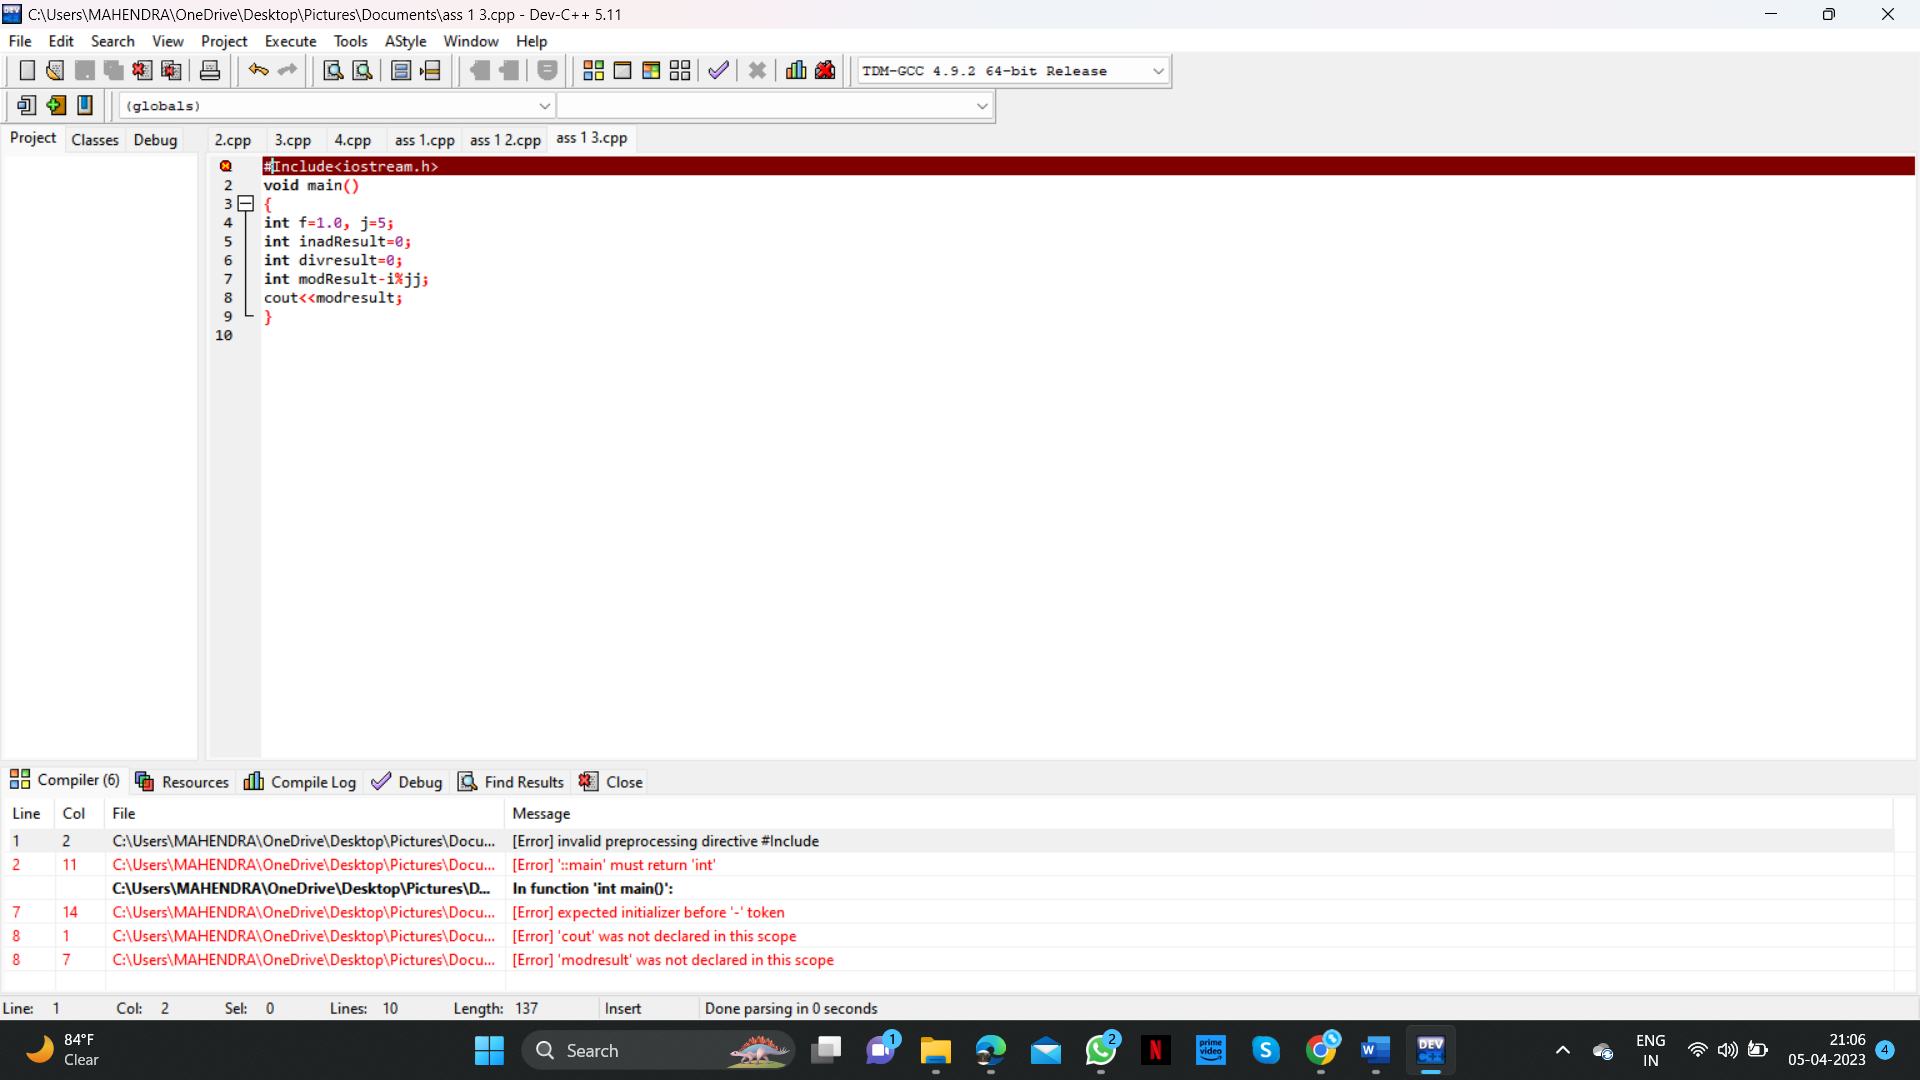 C:\Users\MAHENDRA\OneDrive\Desktop\Pictures\Documents\ass 1 3.cpp - Dev-C++ 5.11
File Edit Search View Project Execute Tools AStyle Window Help
TDM-GCC 4.9.2 64-bit Release
(globals)
Project Classes Debug 2.cpp 3.cpp 4.cpp ass 1.cpp ass 1 2.cpp ass 1 3.cpp
#Include<iostream.h>
2 void main()
3 {
4 int f=1.0, j=5;
5 int inadResult=0;
6 int divresult=0;
7 int modResult-i%jj;
8 cout<<modresult;
9 }
10
Compiler (6) Resources Compile Log Debug Find Results Close
Line Col File Message
1 2 C:\Users\MAHENDRA\OneDrive\Desktop\Pictures\Docu... [Error] invalid preprocessing directive #Include
2 11 C:\Users\MAHENDRA\OneDrive\Desktop\Pictures\Docu... [Error] '::main' must return 'int'
C:\Users\MAHENDRA\OneDrive\Desktop\Pictures\D... In function 'int main()':
7 14 C:\Users\MAHENDRA\OneDrive\Desktop\Pictures\Docu... [Error] expected initializer before '-' token
8 1 C:\Users\MAHENDRA\OneDrive\Desktop\Pictures\Docu... [Error] 'cout' was not declared in this scope
8 7 C:\Users\MAHENDRA\OneDrive\Desktop\Pictures\Docu... [Error] 'modresult' was not declared in this scope
Line: 1 Col: 2 Sel: 0 Lines: 10 Length: 137 Insert Done parsing in 0 seconds
84°F
Clear
Search
1
2
N
prime video
S
W
DEV C++
ENG
IN
21:06
05-04-2023
4